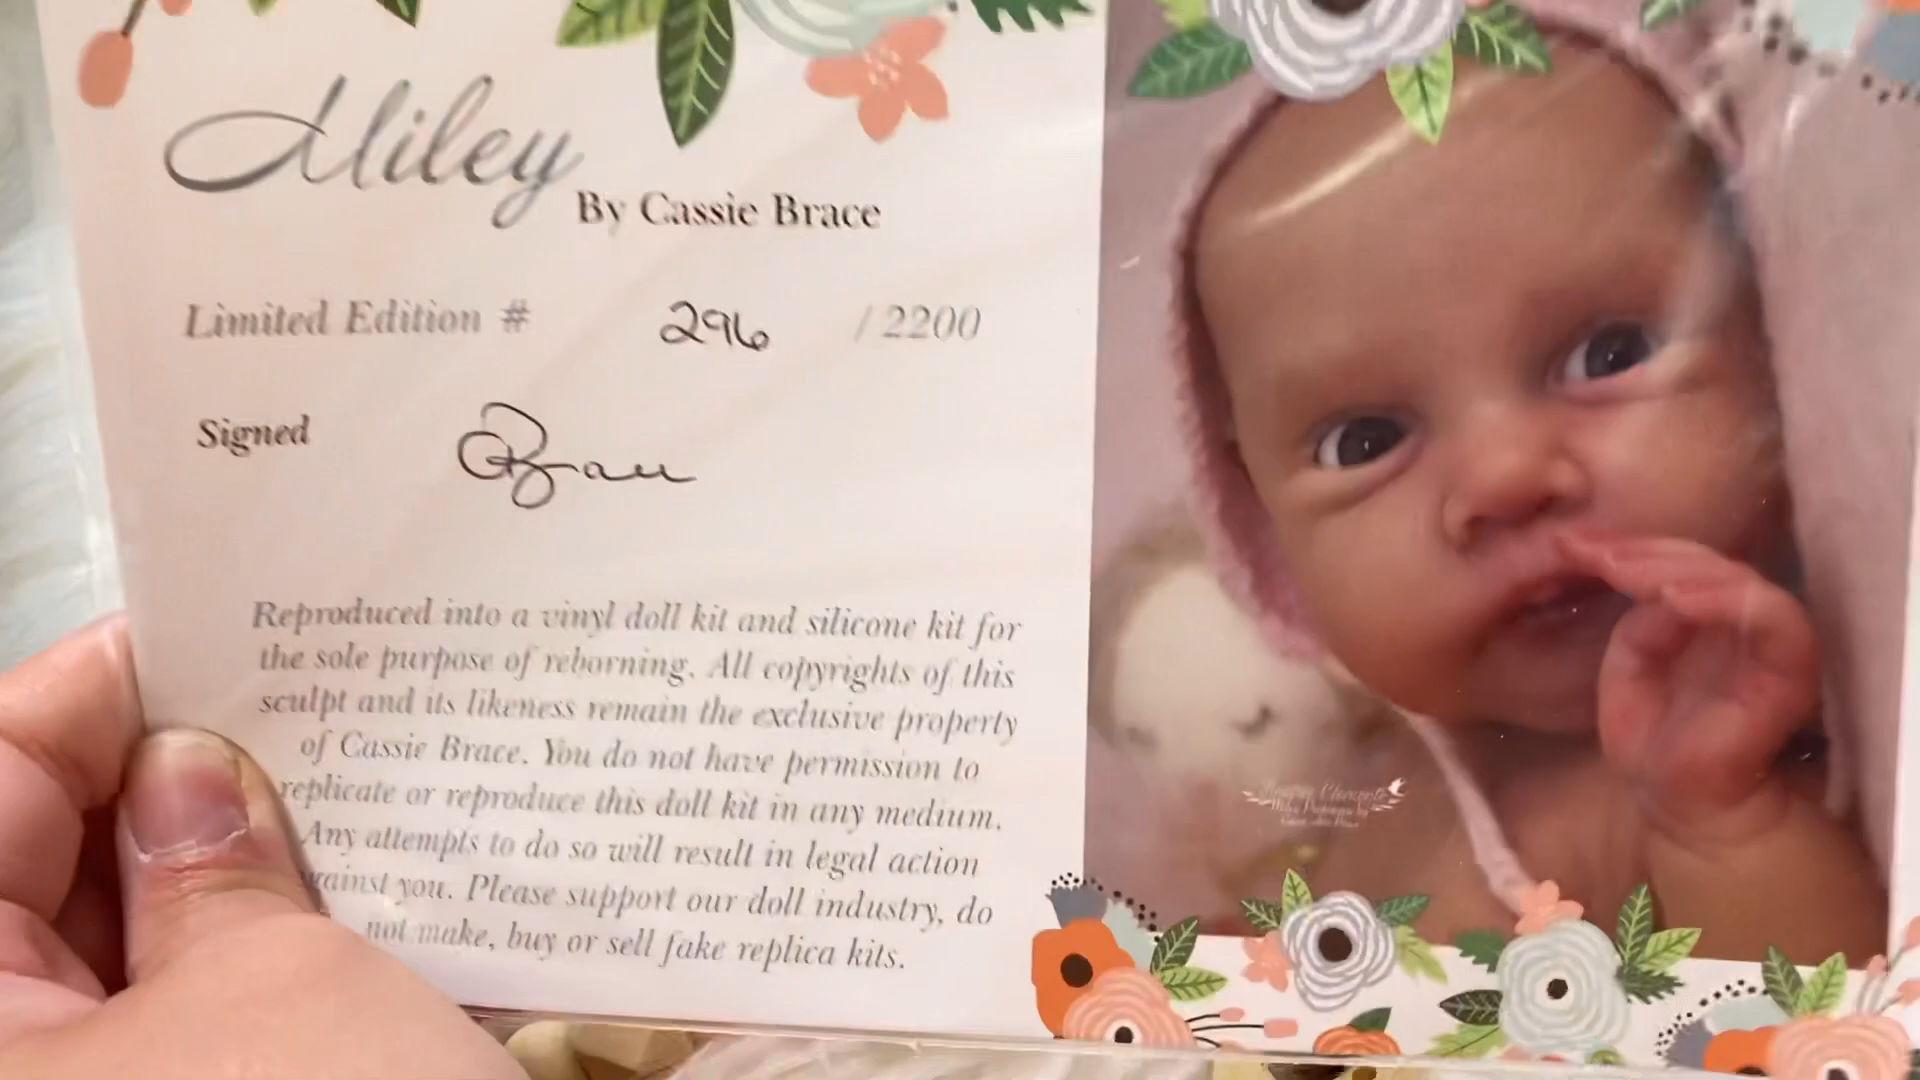 Miley
By Cassie Brace
Limited Edition # 296 / 2200
Signed
Reproduced into a vinyl doll kit and silicone kit for
the sole purpose of reborning. All copyrights of this
sculpt and its likeness remain the exclusive property
of Cassie Brace. You do not have permission to
replicate or reproduce this doll kit in any medium.
Any attempts to do so will result in legal action
against you. Please support our doll industry, do
not make, buy or sell fake replica kits.